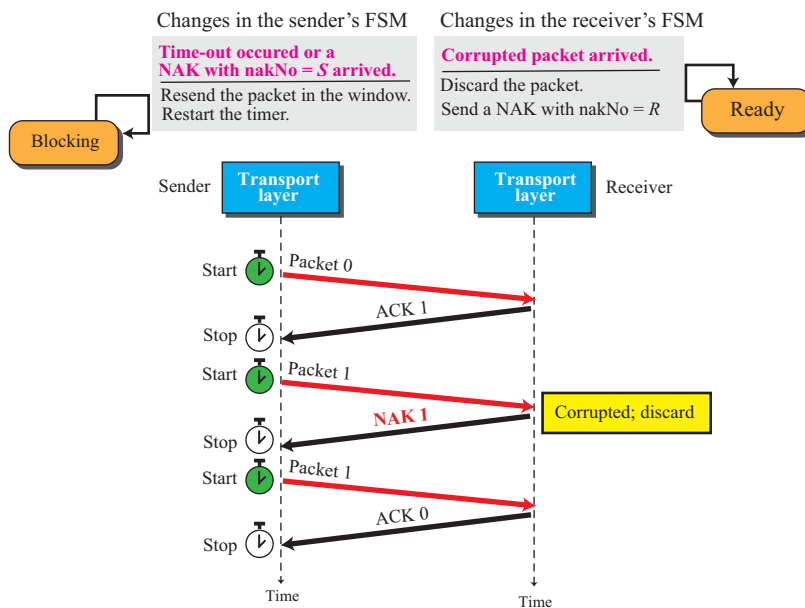 Changes in the sender's FSM
Changes in the receiver's FSM
Time-out occured or a
NAK with nakNo = S arrived.
Resend the packet in the window.
Restart the timer.
Corrupted packet arrived.
Discard the packet.
Send a NAK with nakNo = R
Blocking
Ready
Sender
Transport
layer
Transport
layer
Receiver
Start
Packet 0
ACK 1
Stop
Start
Packet 1
NAK 1
Corrupted; discard
Stop
Start
Packet 1
ACK 0
Stop
Time
Time